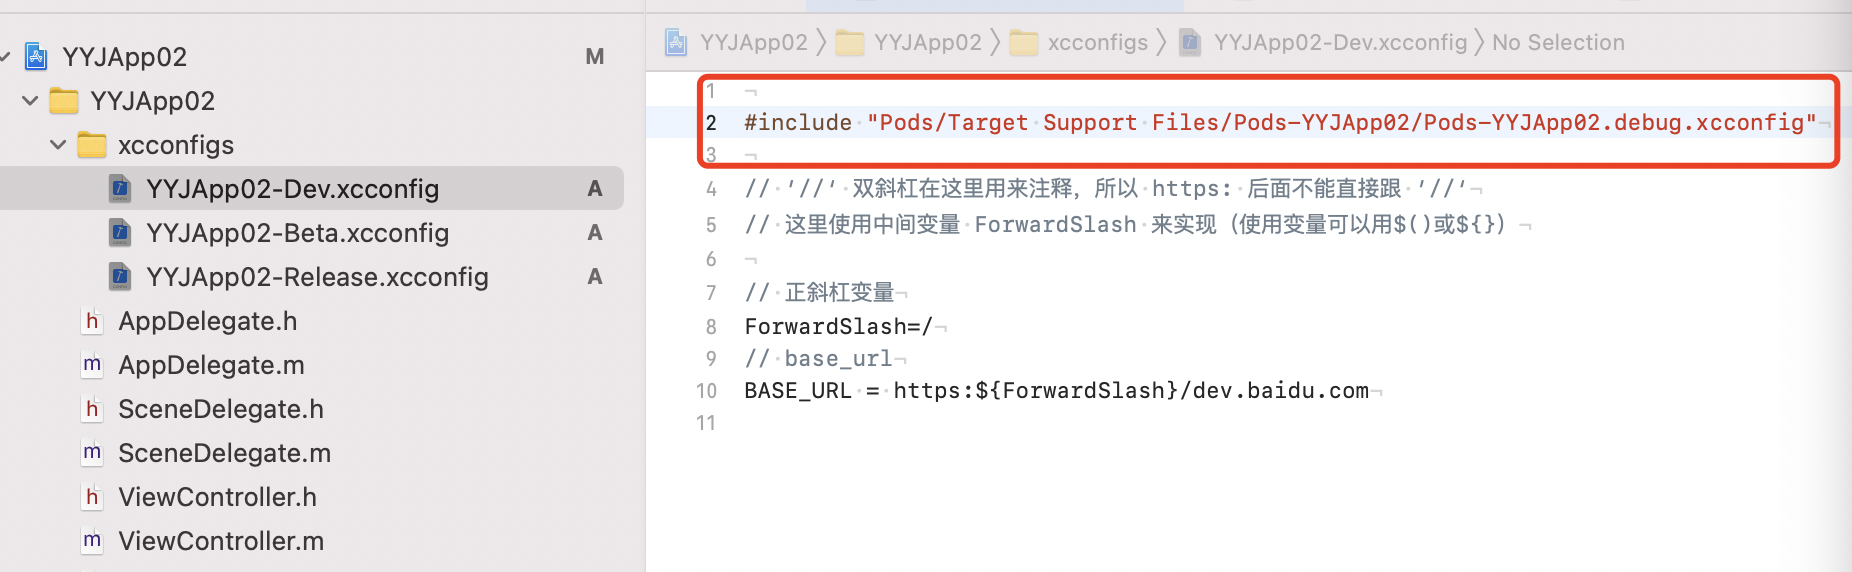 YYJApp02 M
YYJApp02
xcconfigs
YYJApp02-Dev.xcconfig A
YYJApp02-Beta.xcconfig A
YYJApp02-Release.xcconfig A
AppDelegate.h
AppDelegate.m
SceneDelegate.h
SceneDelegate.m
ViewController.h
ViewController.m
YYJApp02 〉 YYJApp02 〉 xcconfigs 〉 YYJApp02-Dev.xcconfig 〉 No Selection
1
2 #include "Pods/Target Support Files/Pods-YYJApp02/Pods-YYJApp02.debug.xcconfig"
3
4 // '//‘ 双斜杠在这里用来注释，所以 https: 后面不能直接跟 '//‘
5 // 这里使用中间变量 ForwardSlash 来实现（使用变量可以用$()或${}）
6
7 // 正斜杠变量
8 ForwardSlash=/
9 // base_url
10 BASE_URL = https:${ForwardSlash}/dev.baidu.com
11